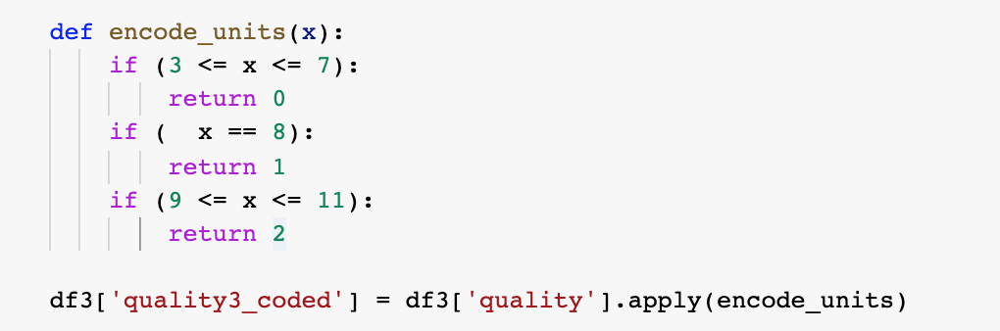 def encode_units(x):
    if (3 <= x <= 7):
        return 0
    if (  x == 8):
        return 1
    if (9 <= x <= 11):
        return 2

df3['quality3_coded'] = df3['quality'].apply(encode_units)